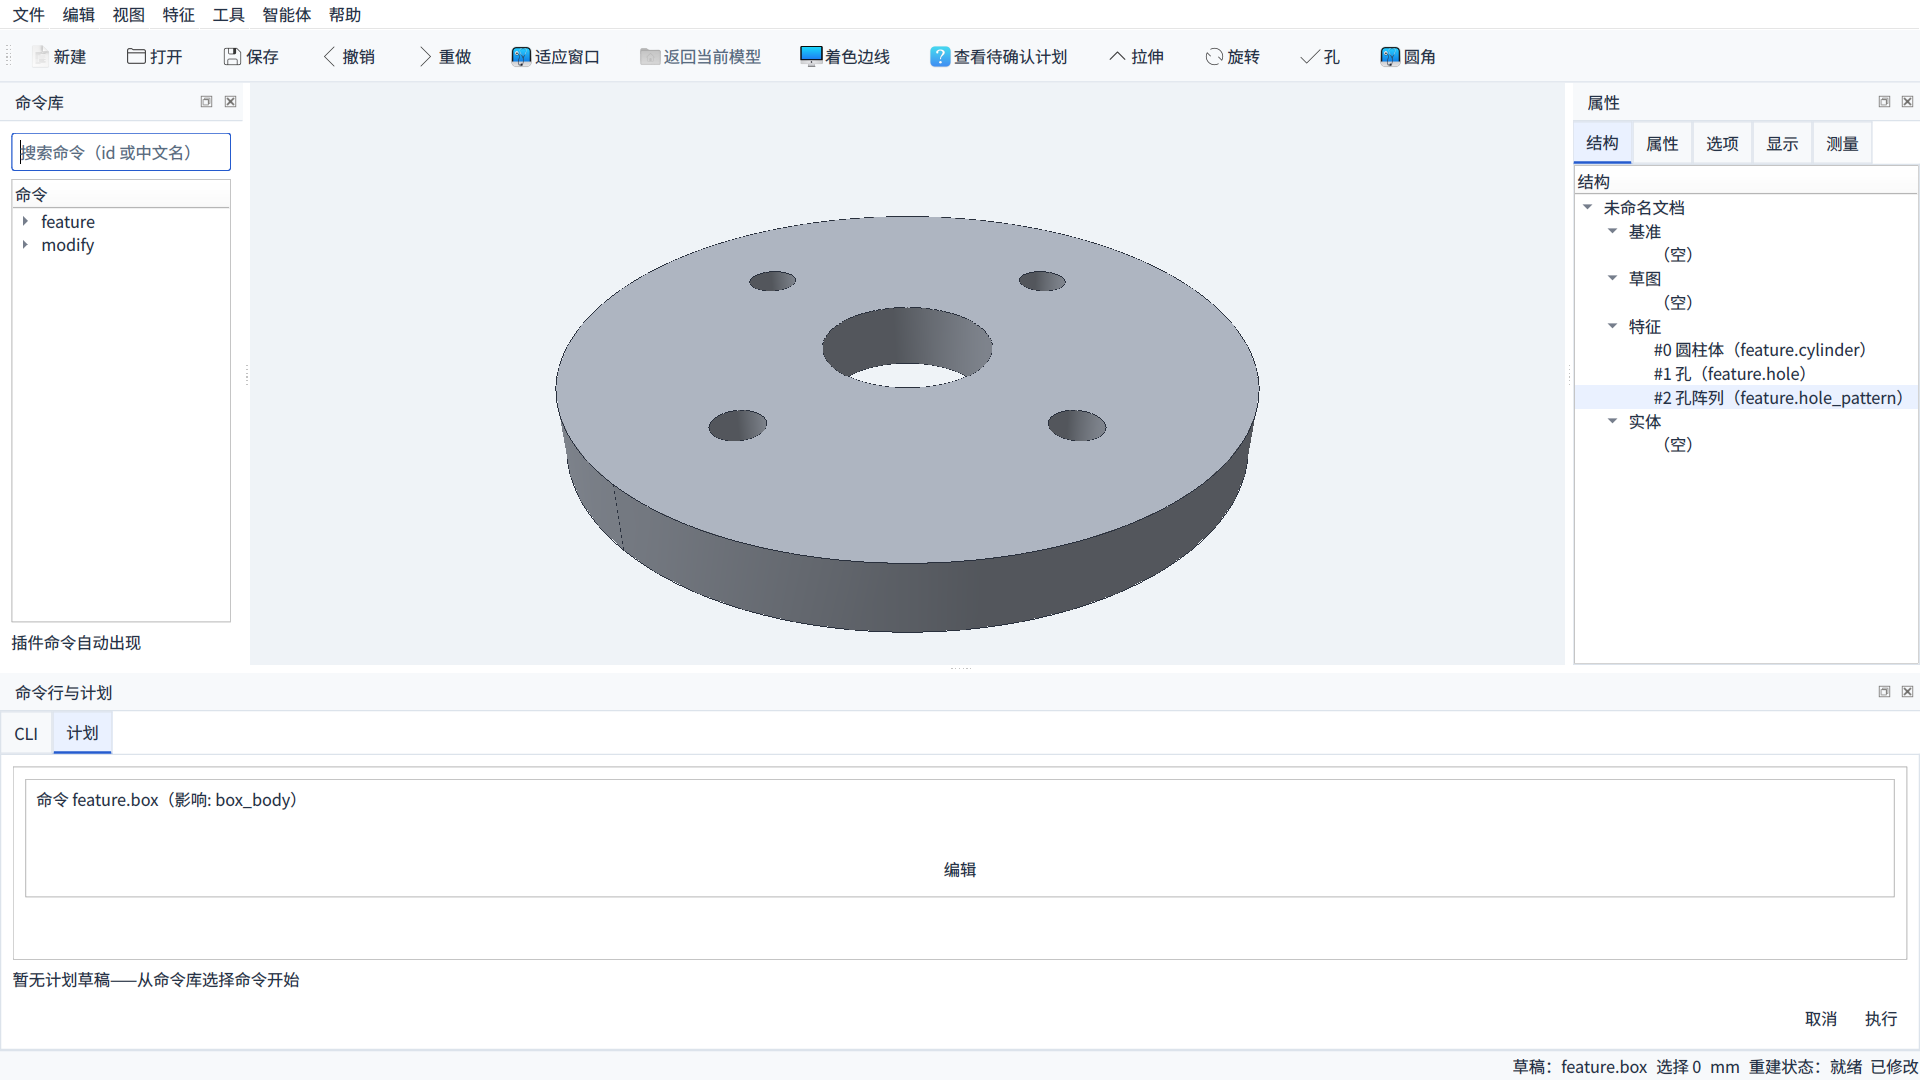 文件 编辑 视图 特征 工具 智能体 帮助
新建 打开 保存 撤销 重做 适应窗口 返回当前模型 着色边线 查看待确认计划 拉伸 旋转 孔 圆角
命令库
搜索命令（id 或中文名）
命令
feature
modify
插件命令自动出现
属性
结构 属性 选项 显示 测量
结构
未命名文档
基准
（空）
草图
（空）
特征
#0 圆柱体（feature.cylinder）
#1 孔（feature.hole）
#2 孔阵列（feature.hole_pattern）
实体
（空）
命令行与计划
CLI 计划
命令 feature.box（影响: box_body）
编辑
暂无计划草稿——从命令库选择命令开始
取消 执行
草稿：feature.box 选择 0 mm 重建状态：就绪 已修改